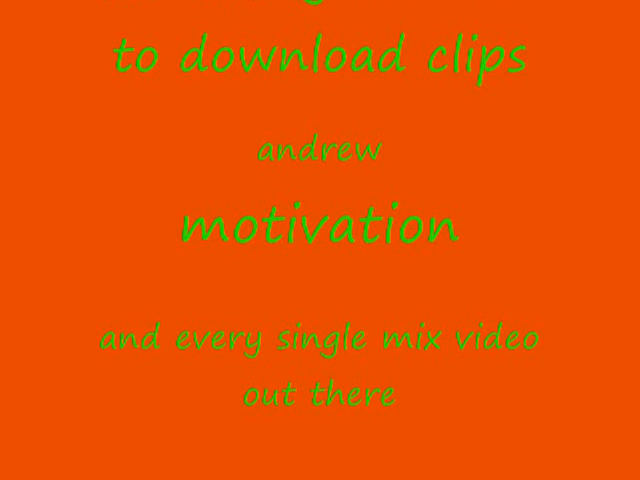 to download clips
andrew
motivation
and every single mix video
out there